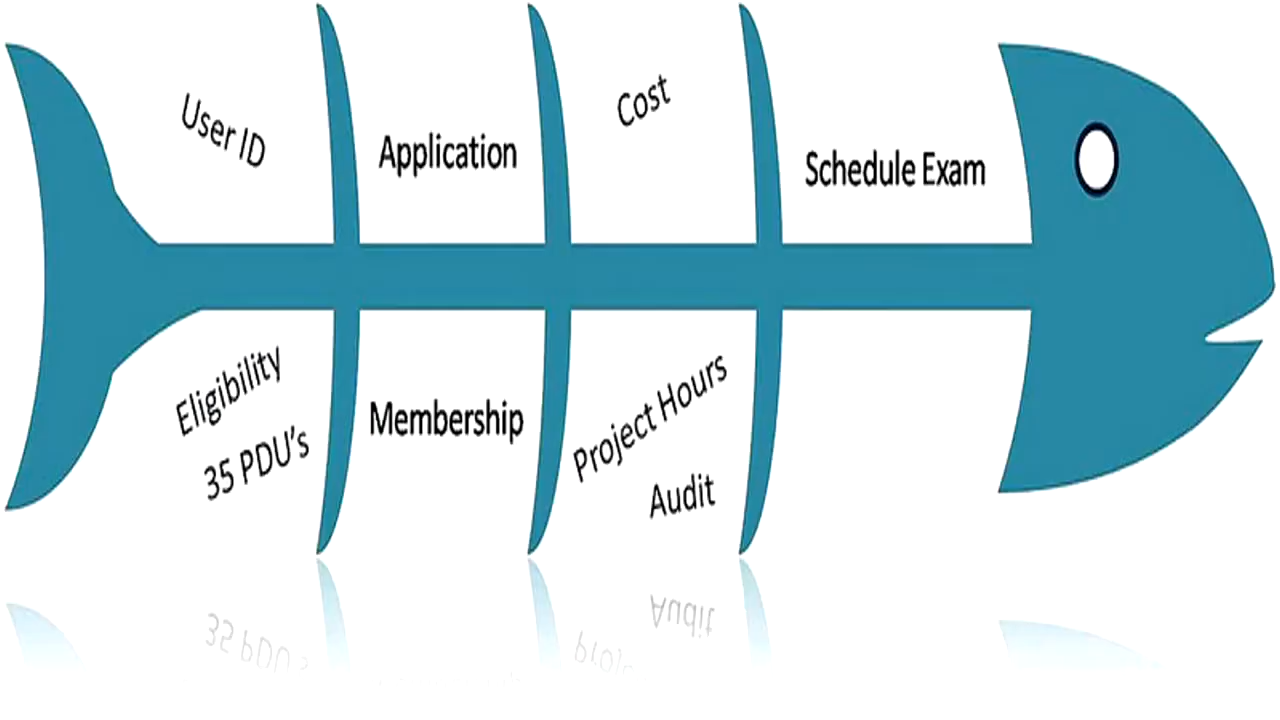 User ID
Application
Cost
Schedule Exam
Eligibility
35 PDU's
Membership
Project Hours
Audit